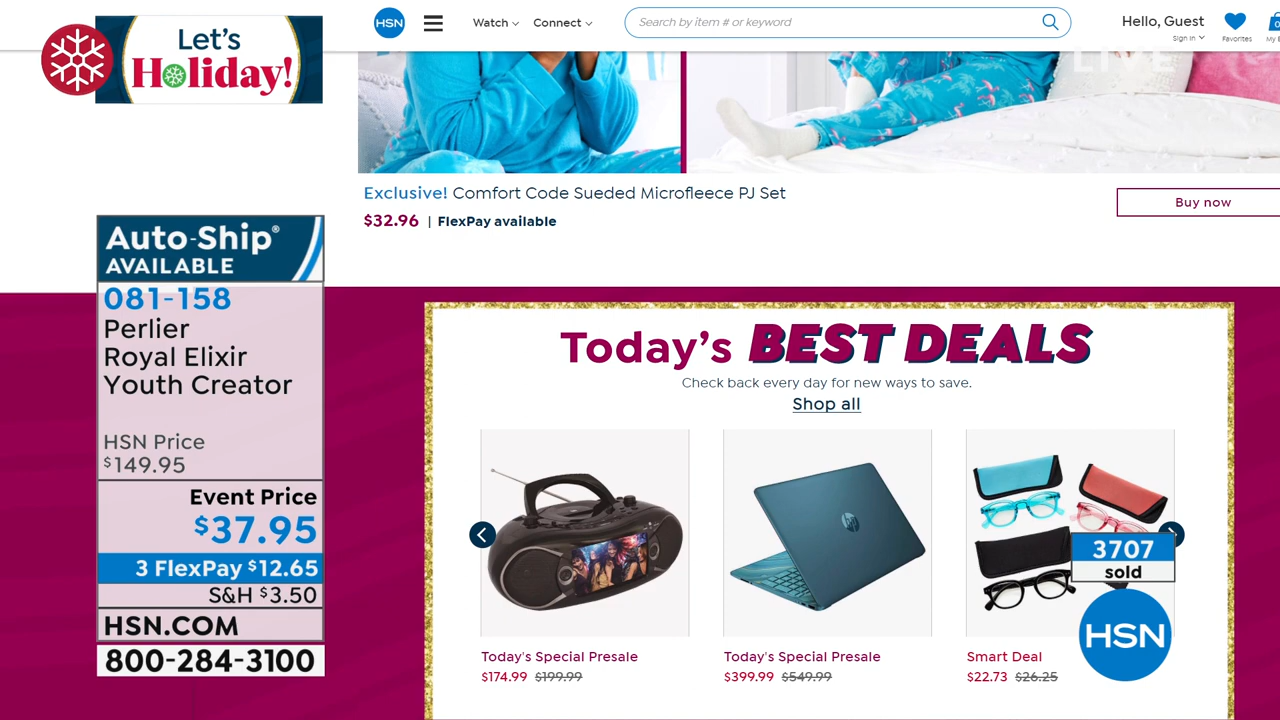 Let's
Holiday!
HSN
Watch
Connect
Search by item # or keyword
Hello, Guest
Sign In
Favorites
0
LIVE
Exclusive! Comfort Code Sueded Microfleece PJ Set
$32.96 | FlexPay available
Buy now
Auto-Ship®
AVAILABLE
081-158
Perlier
Royal Elixir
Youth Creator
HSN Price
$149.95
Event Price
$37.95
3 FlexPay $12.65
S&H $3.50
HSN.COM
800-284-3100
Today's BEST DEALS
Check back every day for new ways to save.
Shop all
hp
3707
sold
HSN
Today's Special Presale
$174.99 $199.99
Today's Special Presale
$399.99 $549.99
Smart Deal
$22.73 $26.25